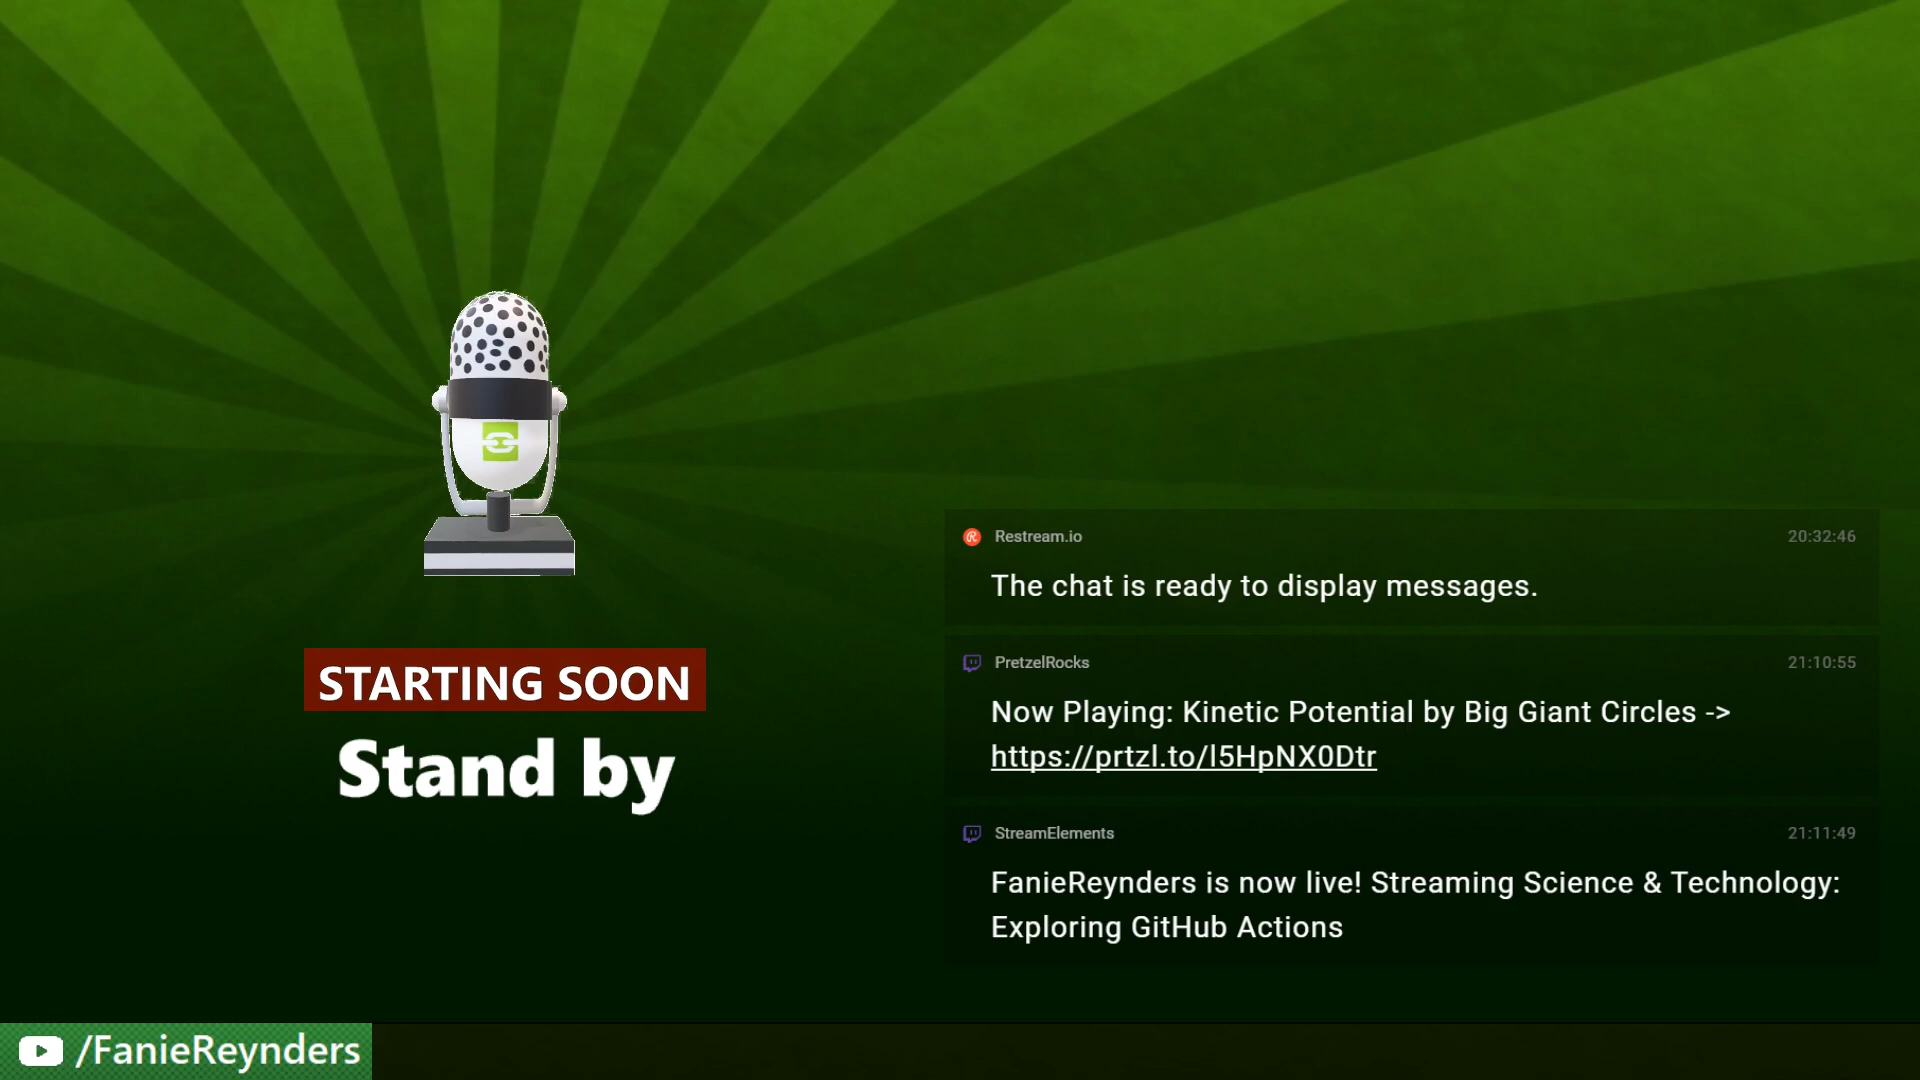 STARTING SOON
Stand by
Restream.io 20:32:46
The chat is ready to display messages.
PretzelRocks 21:10:55
Now Playing: Kinetic Potential by Big Giant Circles ->
https://prtzl.to/l5HpNX0Dtr
StreamElements 21:11:49
FanieReynders is now live! Streaming Science & Technology:
Exploring GitHub Actions
/FanieReynders